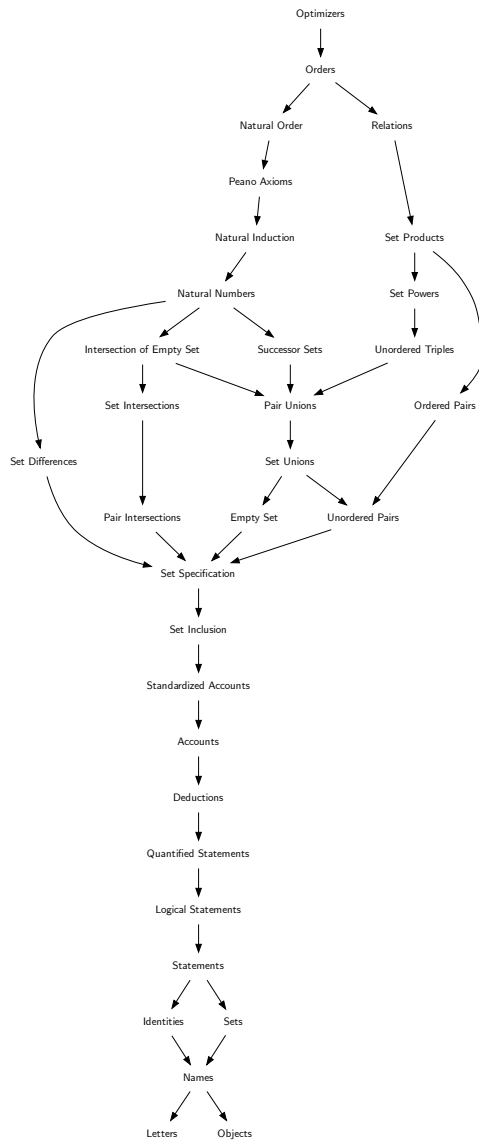 Optimizers
Orders
Natural Order
Relations
Peano Axioms
Natural Induction
Set Products
Natural Numbers
Set Powers
Intersection of Empty Set
Successor Sets
Unordered Triples
Set Intersections
Pair Unions
Ordered Pairs
Set Differences
Set Unions
Pair Intersections
Empty Set
Unordered Pairs
Set Specification
Set Inclusion
Standardized Accounts
Accounts
Deductions
Quantified Statements
Logical Statements
Statements
Identities
Sets
Names
Letters
Objects